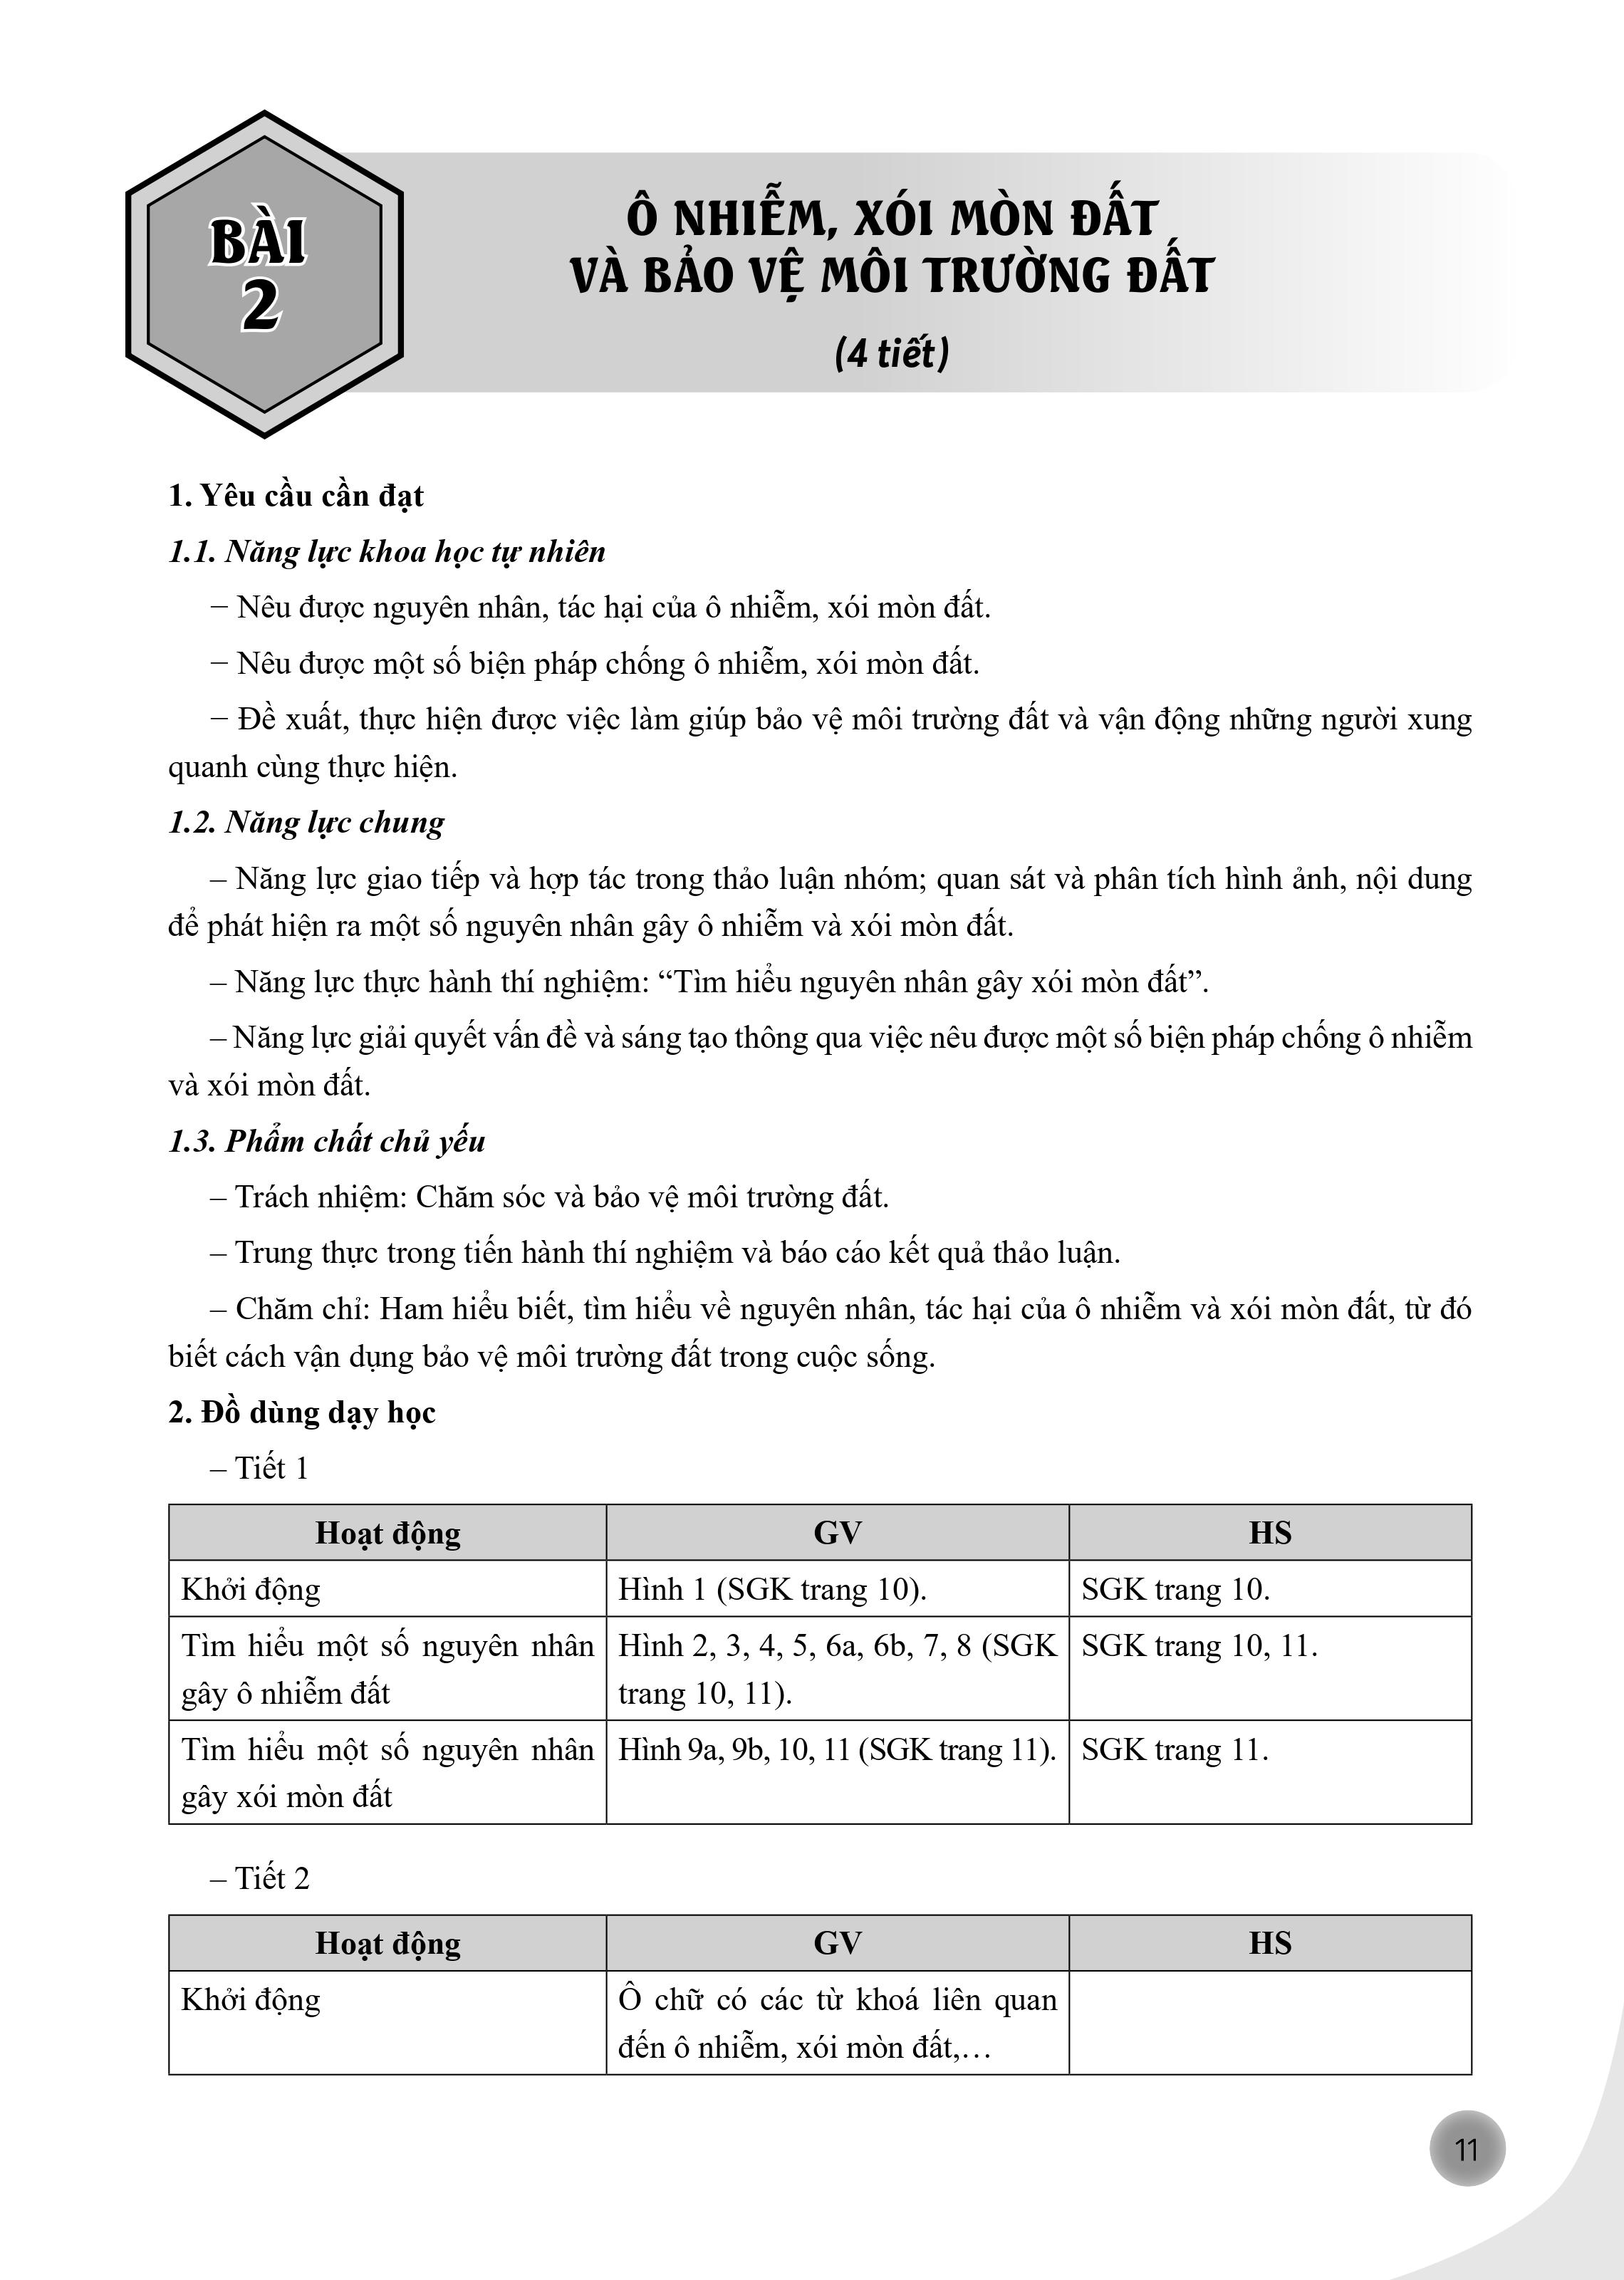 BÀI
2
Ô NHIỄM, XÓI MÒN ĐẤT
VÀ BẢO VỆ MÔI TRƯỜNG ĐẤT
(4 tiết)
1. Yêu cầu cần đạt
1.1. Năng lực khoa học tự nhiên
– Nêu được nguyên nhân, tác hại của ô nhiễm, xói mòn đất.
– Nêu được một số biện pháp chống ô nhiễm, xói mòn đất.
– Đề xuất, thực hiện được việc làm giúp bảo vệ môi trường đất và vận động những người xung
quanh cùng thực hiện.
1.2. Năng lực chung
– Năng lực giao tiếp và hợp tác trong thảo luận nhóm; quan sát và phân tích hình ảnh, nội dung
để phát hiện ra một số nguyên nhân gây ô nhiễm và xói mòn đất.
– Năng lực thực hành thí nghiệm: “Tìm hiểu nguyên nhân gây xói mòn đất”.
– Năng lực giải quyết vấn đề và sáng tạo thông qua việc nêu được một số biện pháp chống ô nhiễm
và xói mòn đất.
1.3. Phẩm chất chủ yếu
– Trách nhiệm: Chăm sóc và bảo vệ môi trường đất.
– Trung thực trong tiến hành thí nghiệm và báo cáo kết quả thảo luận.
– Chăm chỉ: Ham hiểu biết, tìm hiểu về nguyên nhân, tác hại của ô nhiễm và xói mòn đất, từ đó
biết cách vận dụng bảo vệ môi trường đất trong cuộc sống.
2. Đồ dùng dạy học
– Tiết 1
Hoạt động GV HS
Khởi động Hình 1 (SGK trang 10). SGK trang 10.
Tìm hiểu một số nguyên nhân Hình 2, 3, 4, 5, 6a, 6b, 7, 8 (SGK SGK trang 10, 11.
gây ô nhiễm đất trang 10, 11).
Tìm hiểu một số nguyên nhân Hình 9a, 9b, 10, 11 (SGK trang 11). SGK trang 11.
gây xói mòn đất
– Tiết 2
Hoạt động GV HS
Khởi động Ô chữ có các từ khoá liên quan
đến ô nhiễm, xói mòn đất,…
11